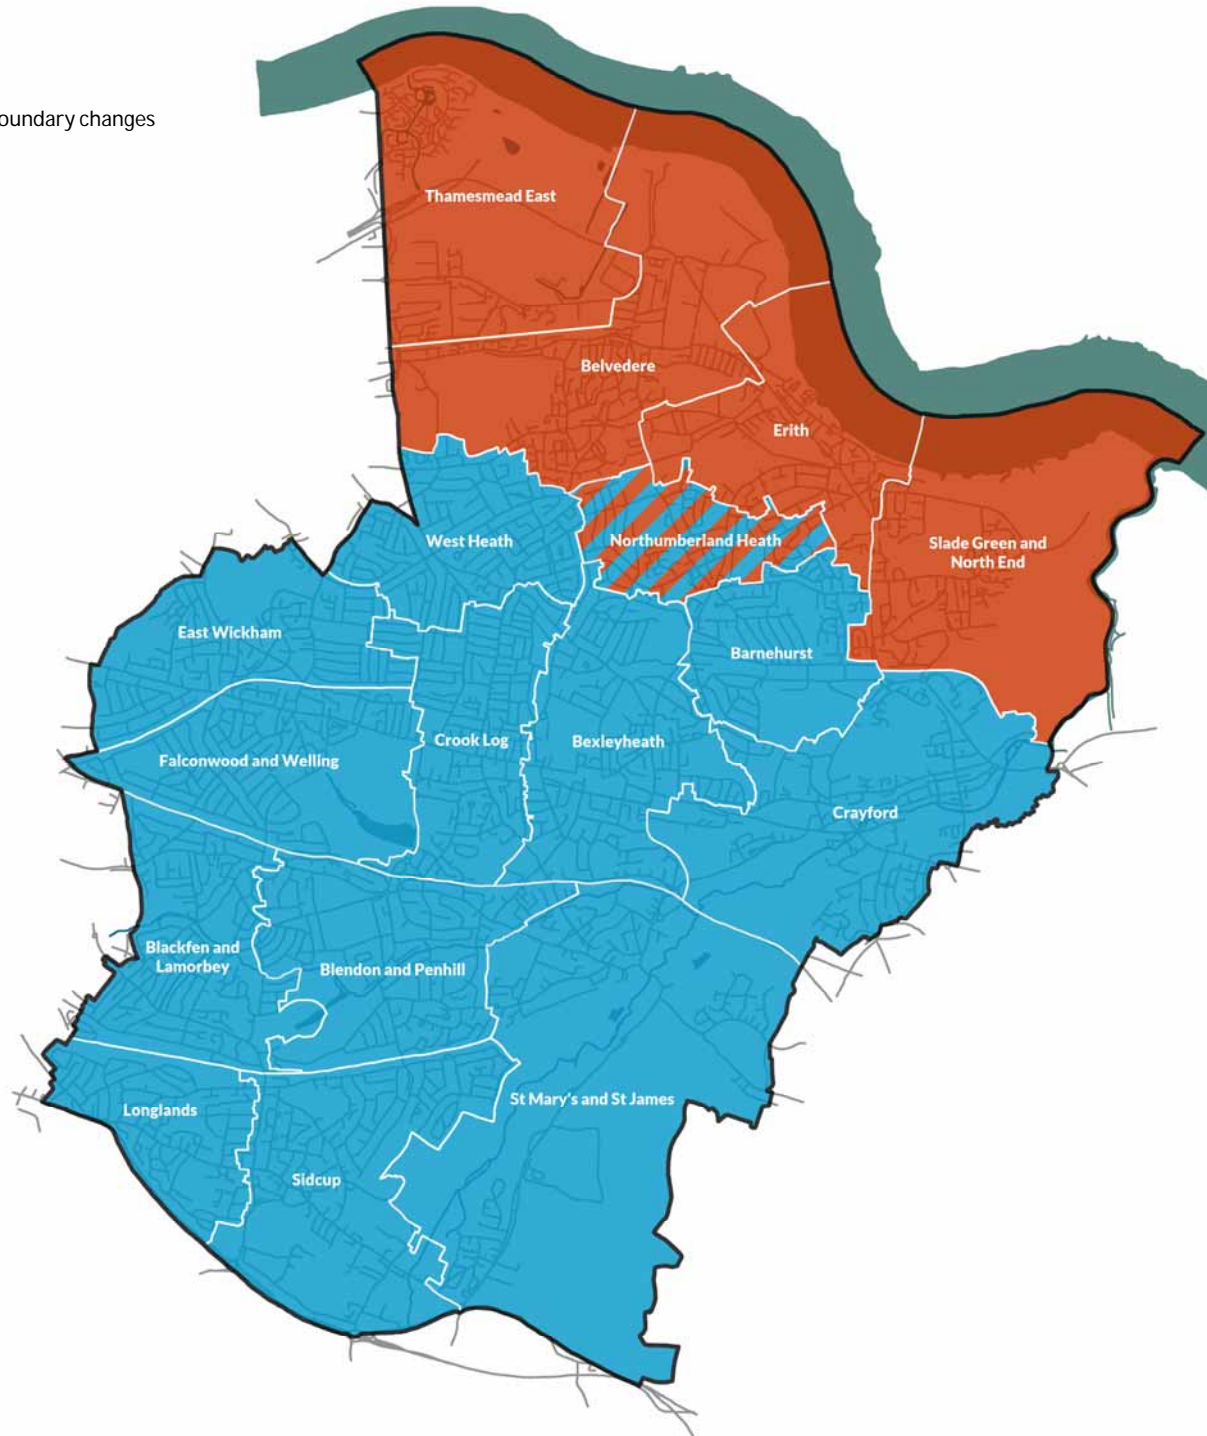 oundary changes
Thamesmead East
Belvedere
Erith
West Heath
Northumberland Heath
Slade Green and
North End
East Wickham
Barnehurst
Crook Log
Bexleyheath
Falconwood and Welling
Crayford
Blackfen and
Lamorbey
Blendon and Penhill
Longlands
St Mary's and St James
Sidcup